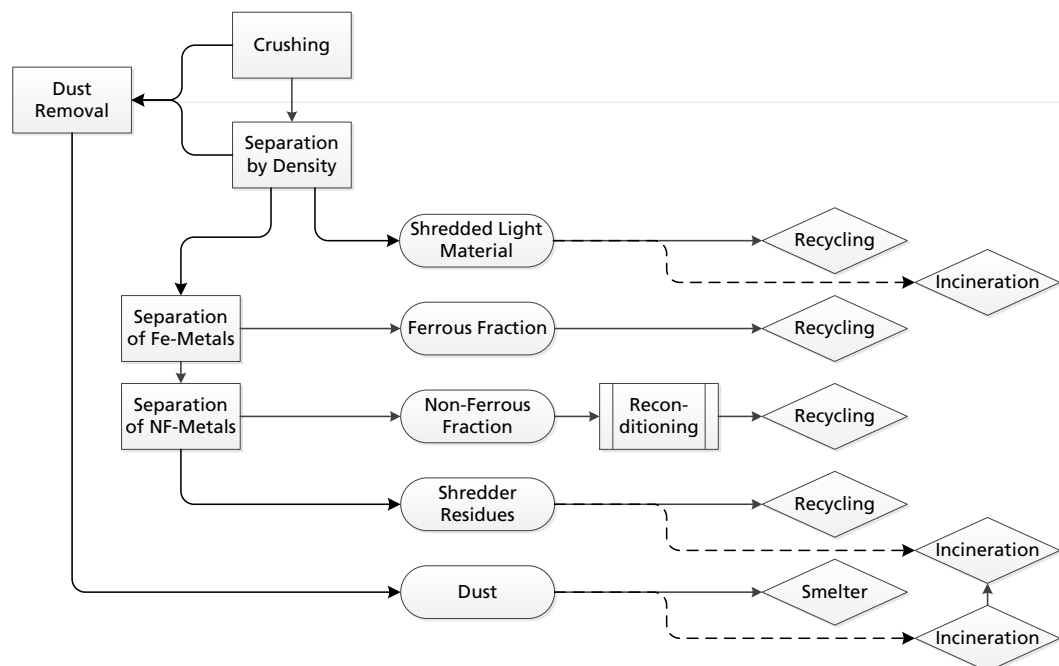 Crushing
Dust
Removal
Separation
by Density
Shredded Light
Material
Recycling
Incineration
Separation
of Fe-Metals
Ferrous Fraction
Recycling
Separation
of NF-Metals
Non-Ferrous
Fraction
Recon-
ditioning
Recycling
Shredder
Residues
Recycling
Incineration
Dust
Smelter
Incineration